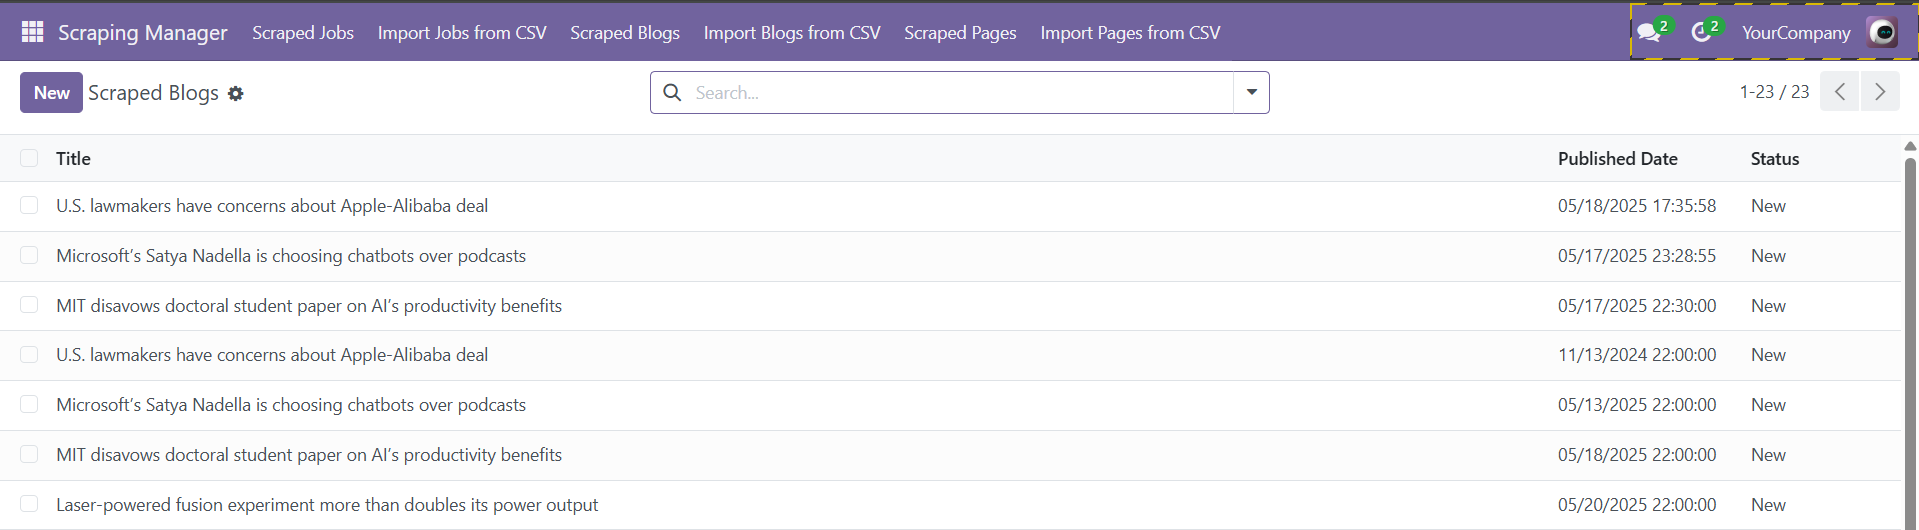 Scraping Manager Scraped Jobs Import Jobs from CSV Scraped Blogs Import Blogs from CSV Scraped Pages Import Pages from CSV 2 2 YourCompany
New Scraped Blogs Search... 1-23 / 23
Title Published Date Status
U.S. lawmakers have concerns about Apple-Alibaba deal 05/18/2025 17:35:58 New
Microsoft’s Satya Nadella is choosing chatbots over podcasts 05/17/2025 23:28:55 New
MIT disavows doctoral student paper on AI’s productivity benefits 05/17/2025 22:30:00 New
U.S. lawmakers have concerns about Apple-Alibaba deal 11/13/2024 22:00:00 New
Microsoft’s Satya Nadella is choosing chatbots over podcasts 05/13/2025 22:00:00 New
MIT disavows doctoral student paper on AI’s productivity benefits 05/18/2025 22:00:00 New
Laser-powered fusion experiment more than doubles its power output 05/20/2025 22:00:00 New